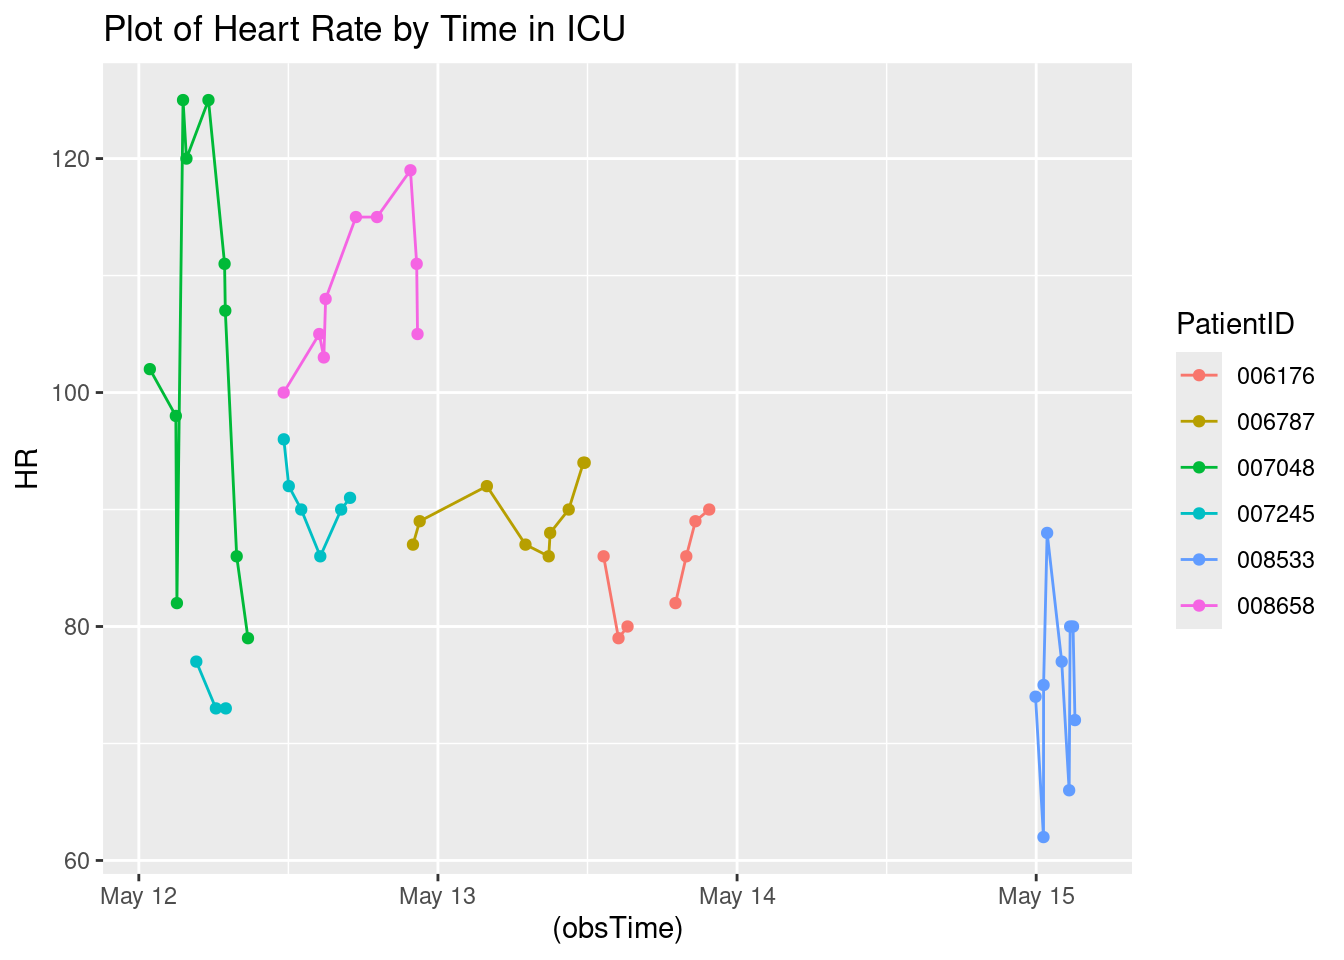 Plot of Heart Rate by Time in ICU
120
100
80
60
HR
May 12
May 13
May 14
May 15
(obsTime)
PatientID
006176
006787
007048
007245
008533
008658